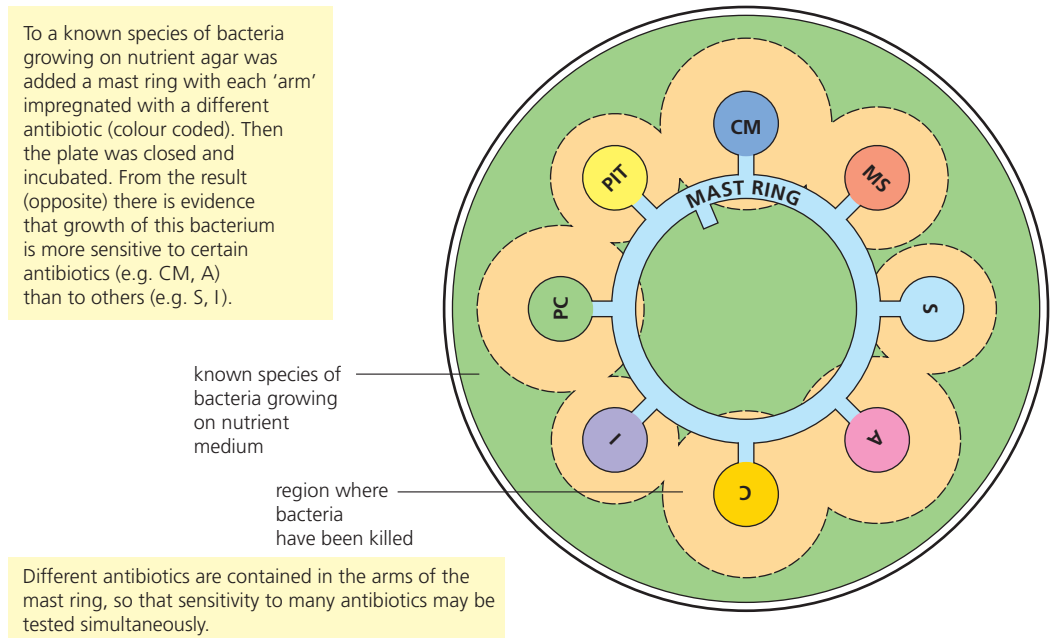 To a known species of bacteria
growing on nutrient agar was
added a mast ring with each ‘arm’
impregnated with a different
antibiotic (colour coded). Then
the plate was closed and
incubated. From the result
(opposite) there is evidence
that growth of this bacterium
is more sensitive to certain
antibiotics (e.g. CM, A)
than to others (e.g. S, I).
CM
PIT
MS
MAST RING
PC
S
I
A
C
known species of
bacteria growing
on nutrient
medium
region where
bacteria
have been killed
Different antibiotics are contained in the arms of the
mast ring, so that sensitivity to many antibiotics may be
tested simultaneously.